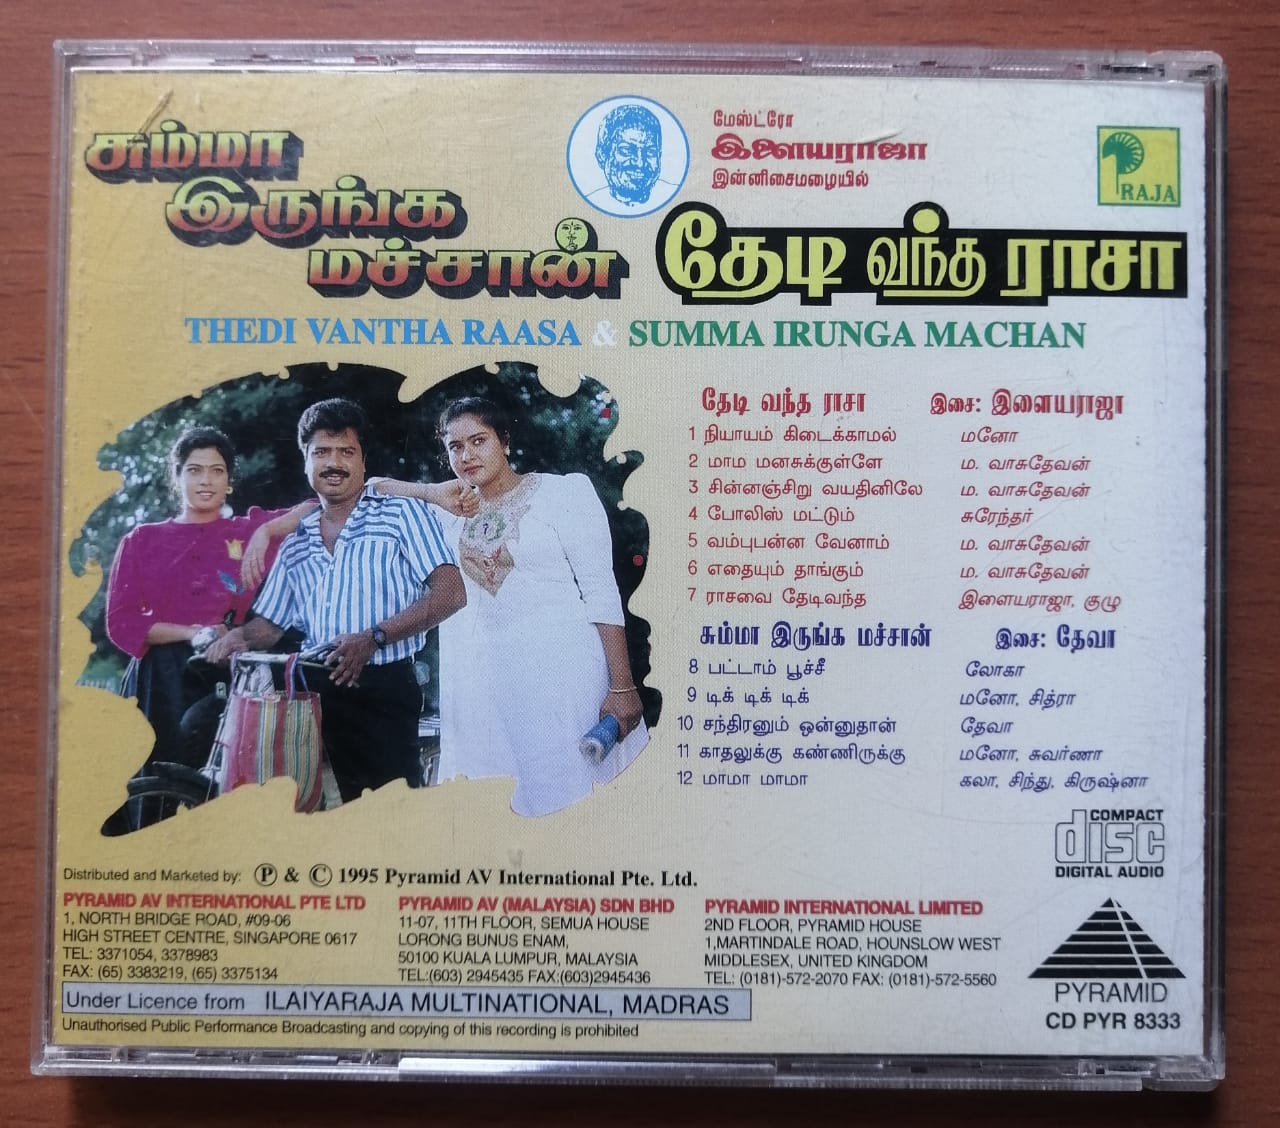 சும்மா
இருங்க
மச்சான்
மேஸ்ட்ரோ
இளையராஜா
இன்னிசைமழையில்
RAJA
தேடி வந்த ராசா
THEDI VANTHA RAASA & SUMMA IRUNGA MACHAN
தேடி வந்த ராசா இசை: இளையராஜா
1 நியாயம் கிடைக்காமல் மனோ
2 மாம மனசுக்குள்ளே ம. வாசுதேவன்
3 சின்னஞ்சிறு வயதினிலே ம. வாசுதேவன்
4 போலிஸ் மட்டும் சுரேந்தர்
5 வம்புபன்ன வேனாம் ம. வாசுதேவன்
6 எதையும் தாங்கும் ம. வாசுதேவன்
7 ராசவை தேடிவந்த இளையராஜா, குழு
சும்மா இருங்க மச்சான் இசை: தேவா
8 பட்டாம் பூச்சீ லோகா
9 டிக் டிக் டிக் மனோ, சித்ரா
10 சந்திரனும் ஒன்னுதான் தேவா
11 காதலுக்கு கண்ணிருக்கு மனோ, சுவர்ணா
12 மாமா மாமா கலா, சிந்து, கிருஷ்னா
COMPACT
disc
DIGITAL AUDIO
Distributed and Marketed by: Ⓟ & © 1995 Pyramid AV International Pte. Ltd.
PYRAMID AV INTERNATIONAL PTE LTD
1, NORTH BRIDGE ROAD, #09-06
HIGH STREET CENTRE, SINGAPORE 0617
TEL: 3371054, 3378983
FAX: (65) 3383219, (65) 3375134
PYRAMID AV (MALAYSIA) SDN BHD
11-07, 11TH FLOOR, SEMUA HOUSE
LORONG BUNUS ENAM,
50100 KUALA LUMPUR, MALAYSIA
TEL:(603) 2945435 FAX:(603)2945436
PYRAMID INTERNATIONAL LIMITED
2ND FLOOR, PYRAMID HOUSE
1,MARTINDALE ROAD, HOUNSLOW WEST
MIDDLESEX, UNITED KINGDOM
TEL: (0181)-572-2070 FAX: (0181)-572-5560
PYRAMID
CD PYR 8333
Under Licence from ILAIYARAJA MULTINATIONAL, MADRAS
Unauthorised Public Performance Broadcasting and copying of this recording is prohibited